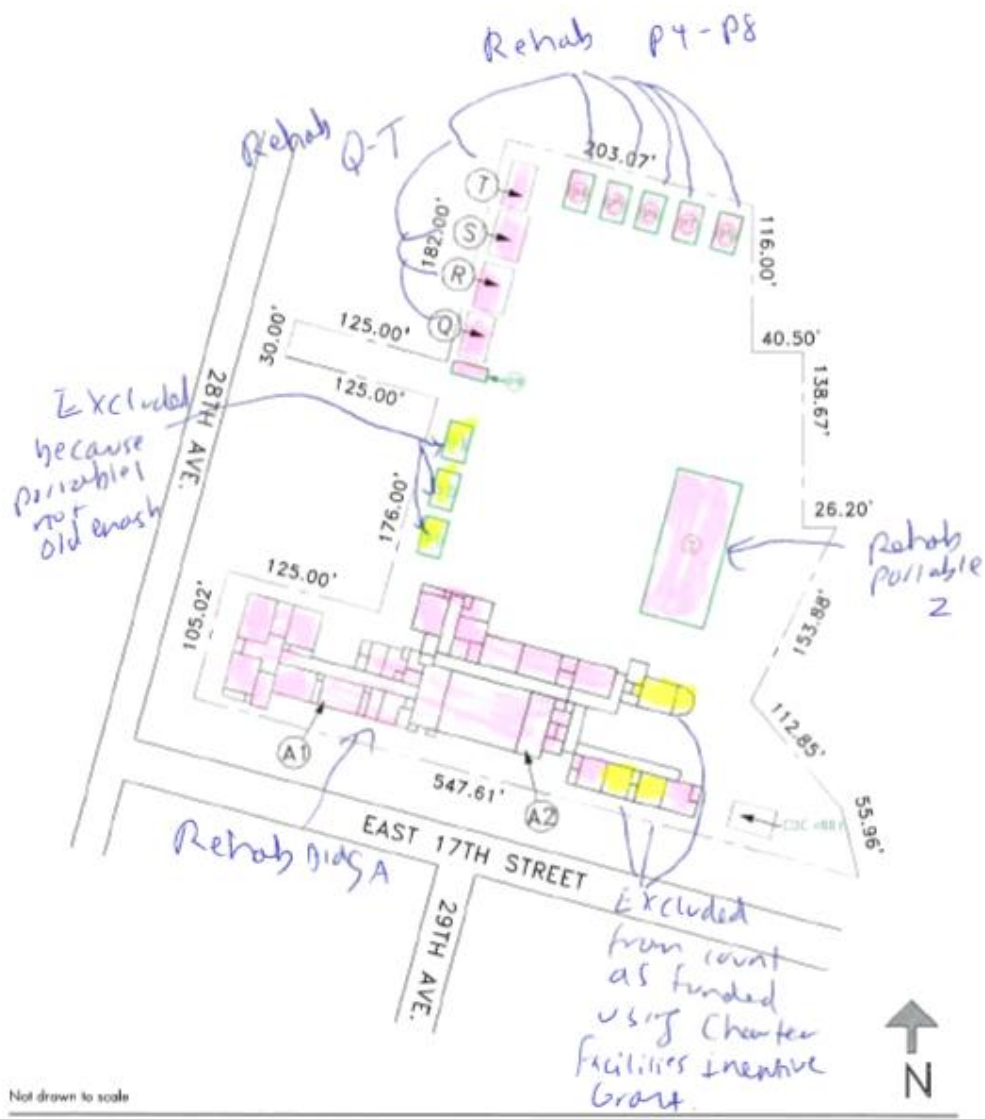 Rehab P4-P8
Rehab Q-T
203.07'
T
S
R
Q
182.00'
116.00'
125.00'
30.00'
40.50'
125.00'
138.67'
28TH AVE.
Excluded
because
not
176.00'
26.20'
Rehab
Portable
2
125.00'
105.02'
153.88'
112.85'
A1
A2
547.61'
55.96'
EAST 17TH STREET
Rehab Bldg A
29TH AVE.
Excluded
from count
as funded
using Charter
Facilities Incentive
Grant.
N
Not drawn to scale